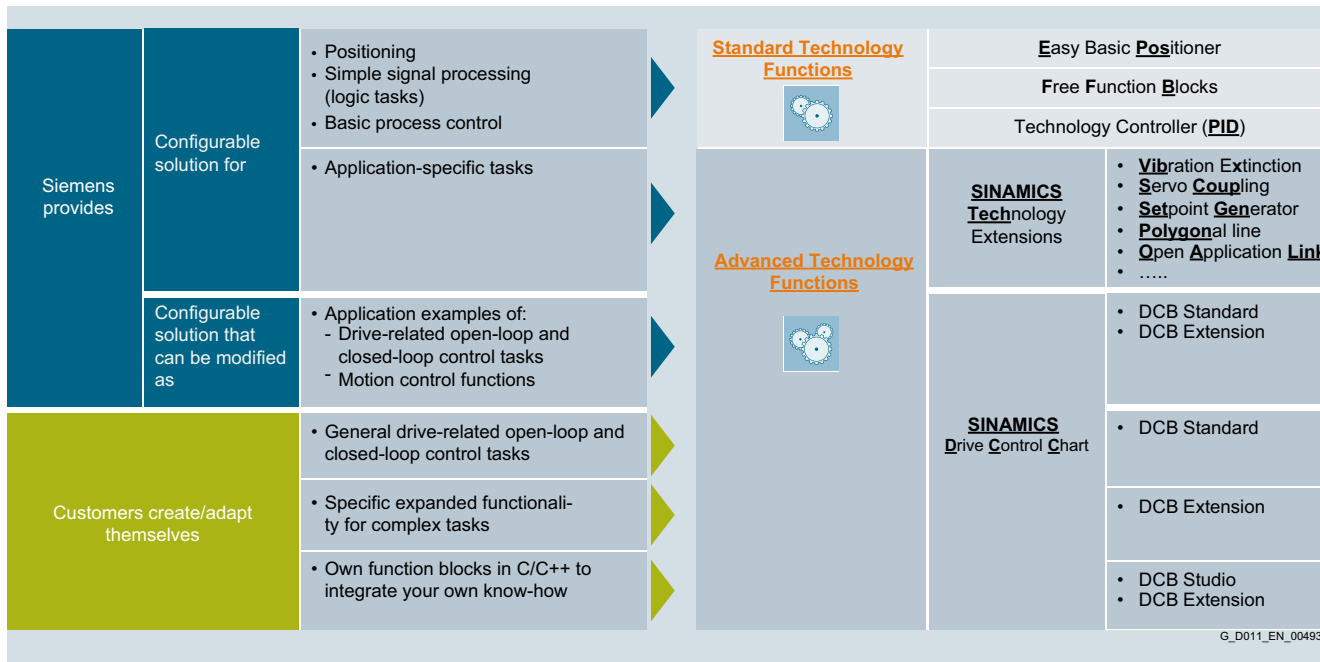 Siemens
provides
Configurable
solution for
• Positioning
• Simple signal processing
(logic tasks)
• Basic process control
• Application-specific tasks
Configurable
solution that
can be modified
as
• Application examples of:
- Drive-related open-loop and
closed-loop control tasks
- Motion control functions
Customers create/adapt
themselves
• General drive-related open-loop and
closed-loop control tasks
• Specific expanded functionali-
ty for complex tasks
• Own function blocks in C/C++ to
integrate your own know-how
Standard Technology
Functions
Easy Basic Positioner
Free Function Blocks
Technology Controller (PID)
Advanced Technology
Functions
SINAMICS
Technology
Extensions
• Vibration Extinction
• Servo Coupling
• Setpoint Generator
• Polygonal line
• Open Application Link
• .....
SINAMICS
Drive Control Chart
• DCB Standard
• DCB Extension
• DCB Standard
• DCB Extension
• DCB Studio
• DCB Extension
G_D011_EN_00493